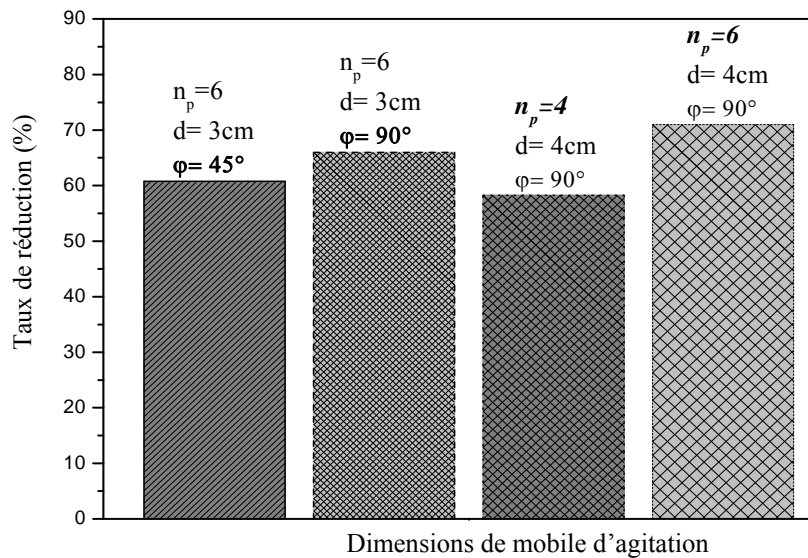 90
80
70
60
50
40
30
20
10
0
Taux de réduction (%)
n_p=6
d= 3cm
φ= 45°
n_p=6
d= 3cm
φ= 90°
n_p=4
d= 4cm
φ= 90°
n_p=6
d= 4cm
φ= 90°
Dimensions de mobile d’agitation